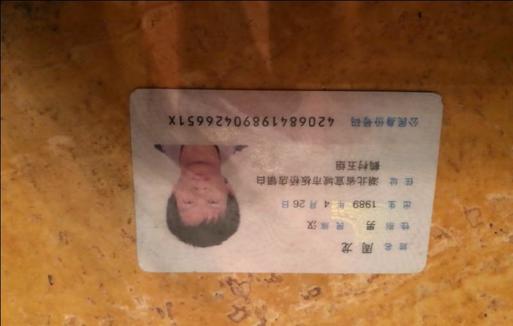 姓名 周龙
性别 男 民族 汉
出生 1989 年 4 月 26 日
住址 湖北省宜城市板桥店镇白
鹤村五组
公民身份号码 42068419890426651X